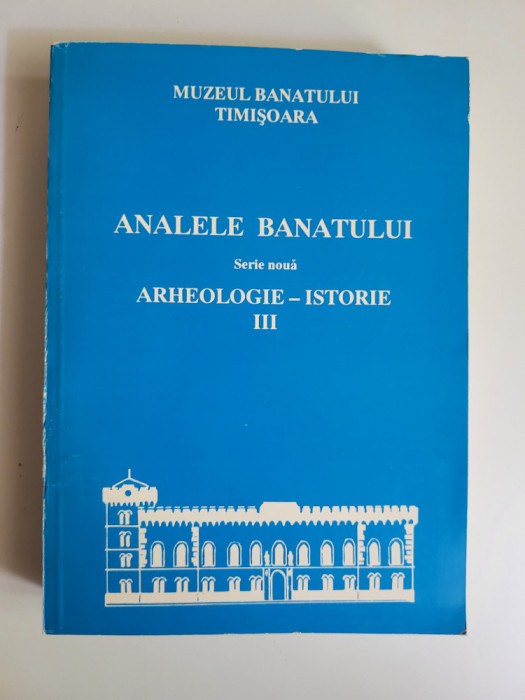 MUZEUL BANATULUI
TIMIŞOARA
ANALELE BANATULUI
Serie nouă
ARHEOLOGIE – ISTORIE
III